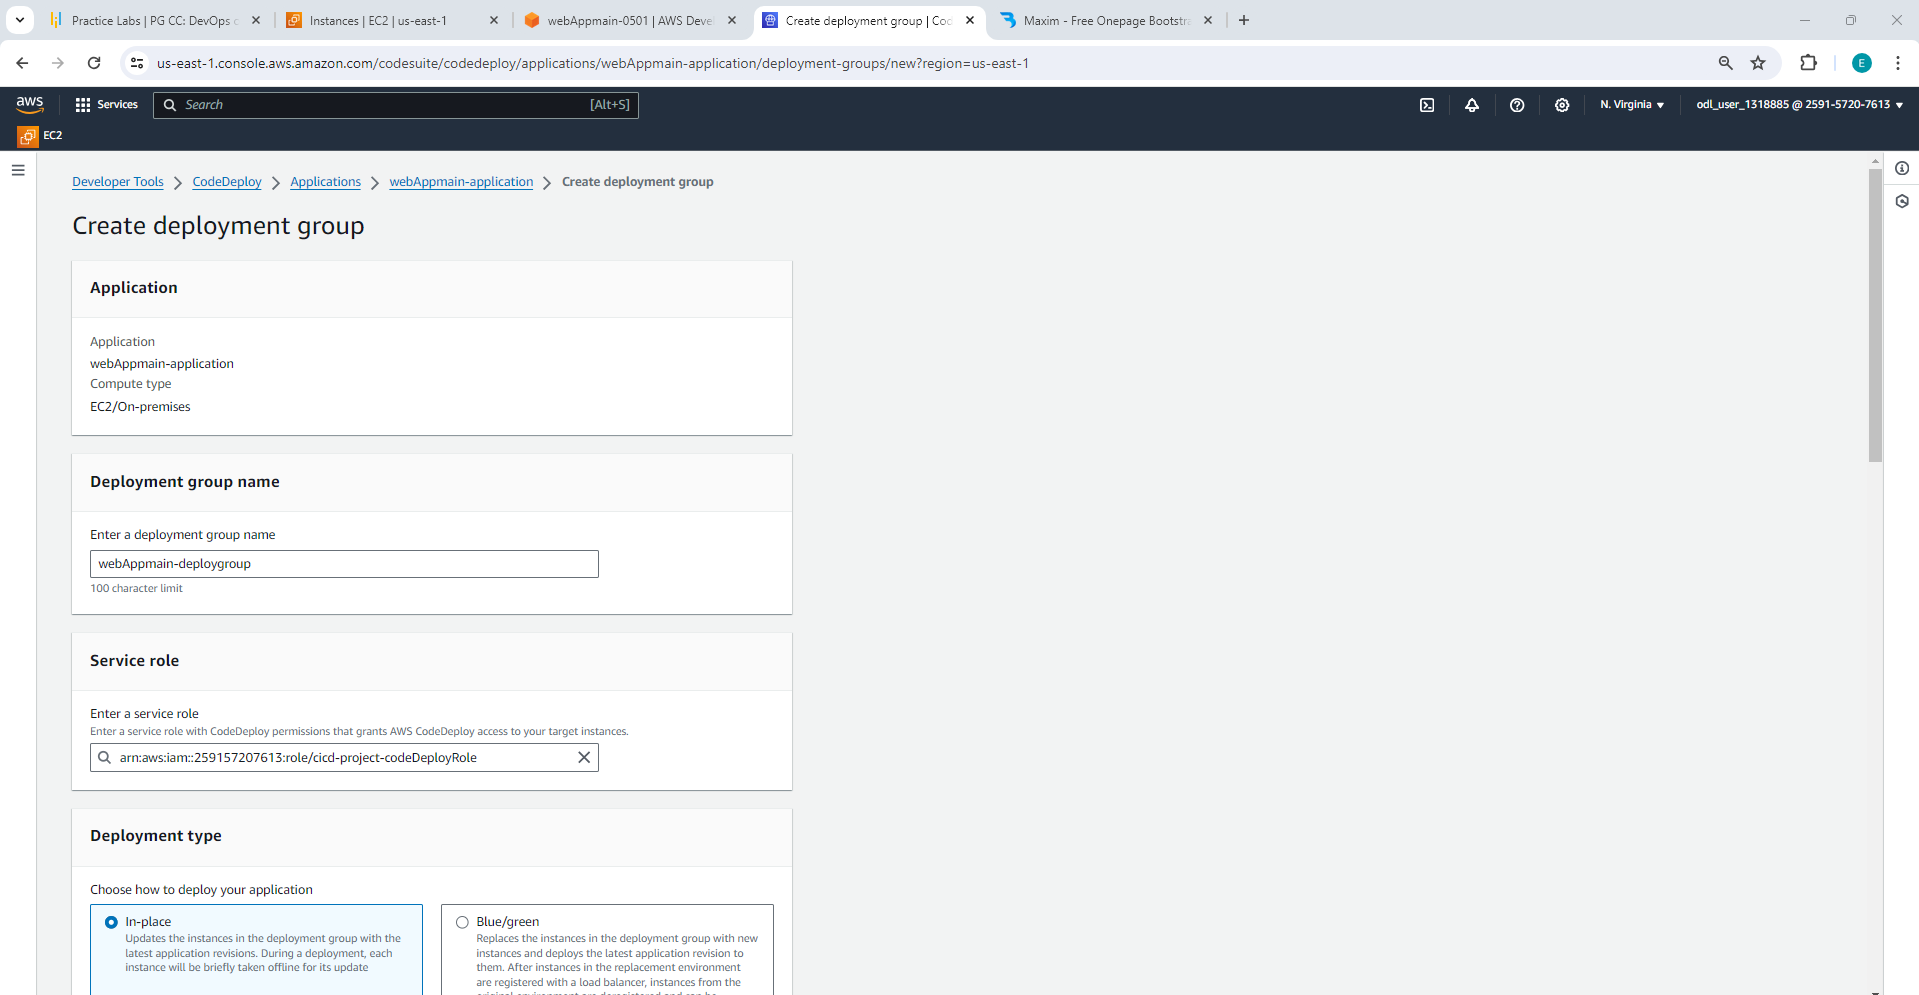 Practice Labs | PG CC: DevOps c
Instances | EC2 | us-east-1
webAppmain-0501 | AWS Devel
Create deployment group | Cod
Maxim - Free Onepage Bootstra
us-east-1.console.aws.amazon.com/codesuite/codedeploy/applications/webAppmain-application/deployment-groups/new?region=us-east-1
E
aws
Services
Search
[Alt+S]
N. Virginia
odl_user_1318885 @ 2591-5720-7613
EC2
Developer Tools
CodeDeploy
Applications
webAppmain-application
Create deployment group
Create deployment group
Application
Application
webAppmain-application
Compute type
EC2/On-premises
Deployment group name
Enter a deployment group name
webAppmain-deploygroup
100 character limit
Service role
Enter a service role
Enter a service role with CodeDeploy permissions that grants AWS CodeDeploy access to your target instances.
arn:aws:iam::259157207613:role/cicd-project-codeDeployRole
Deployment type
Choose how to deploy your application
In-place
Updates the instances in the deployment group with the
latest application revisions. During a deployment, each
instance will be briefly taken offline for its update
Blue/green
Replaces the instances in the deployment group with new
instances and deploys the latest application revision to
them. After instances in the replacement environment
are registered with a load balancer, instances from the